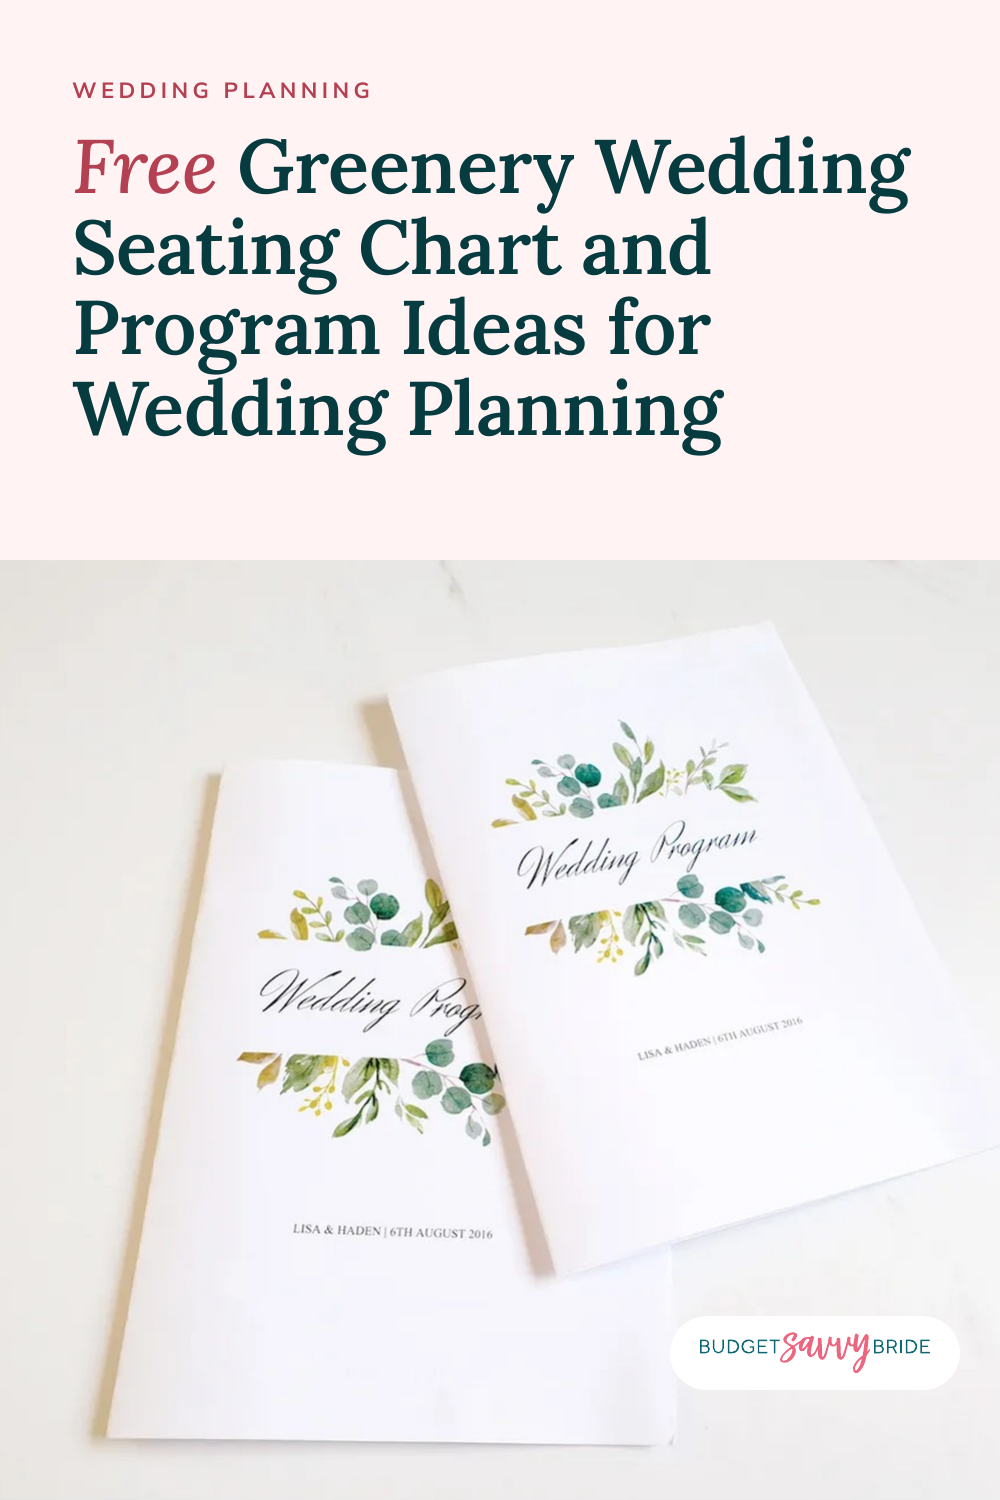 WEDDING PLANNING
Free Greenery Wedding
Seating Chart and
Program Ideas for
Wedding Planning
Wedding Program
LISA & HADEN | 6TH AUGUST 2016
Wedding Progr
LISA & HADEN | 6TH AUGUST 2016
BUDGET savvy BRIDE